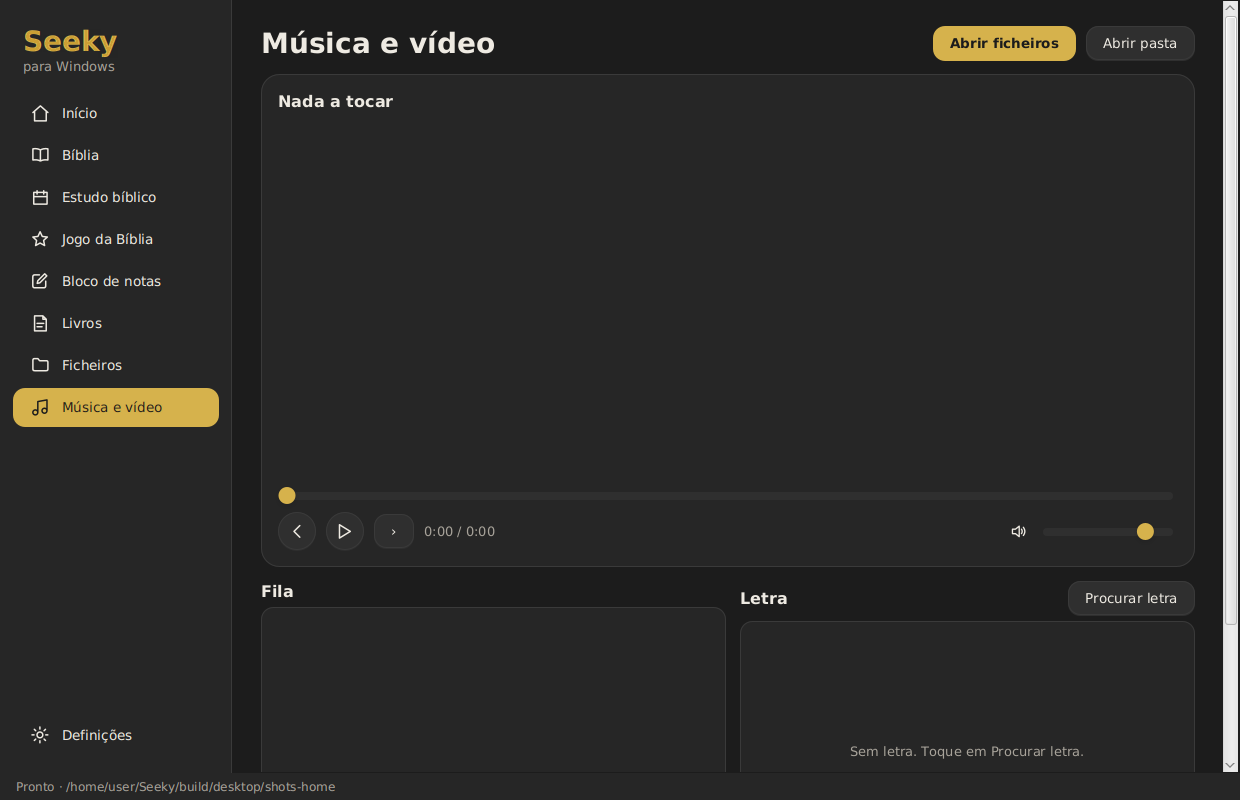 Seeky
para Windows
Início
Bíblia
Estudo bíblico
Jogo da Bíblia
Bloco de notas
Livros
Ficheiros
Música e vídeo
Definições
Música e vídeo
Abrir ficheiros
Abrir pasta
Nada a tocar
0:00 / 0:00
Fila
Letra
Procurar letra
Sem letra. Toque em Procurar letra.
Pronto · /home/user/Seeky/build/desktop/shots-home